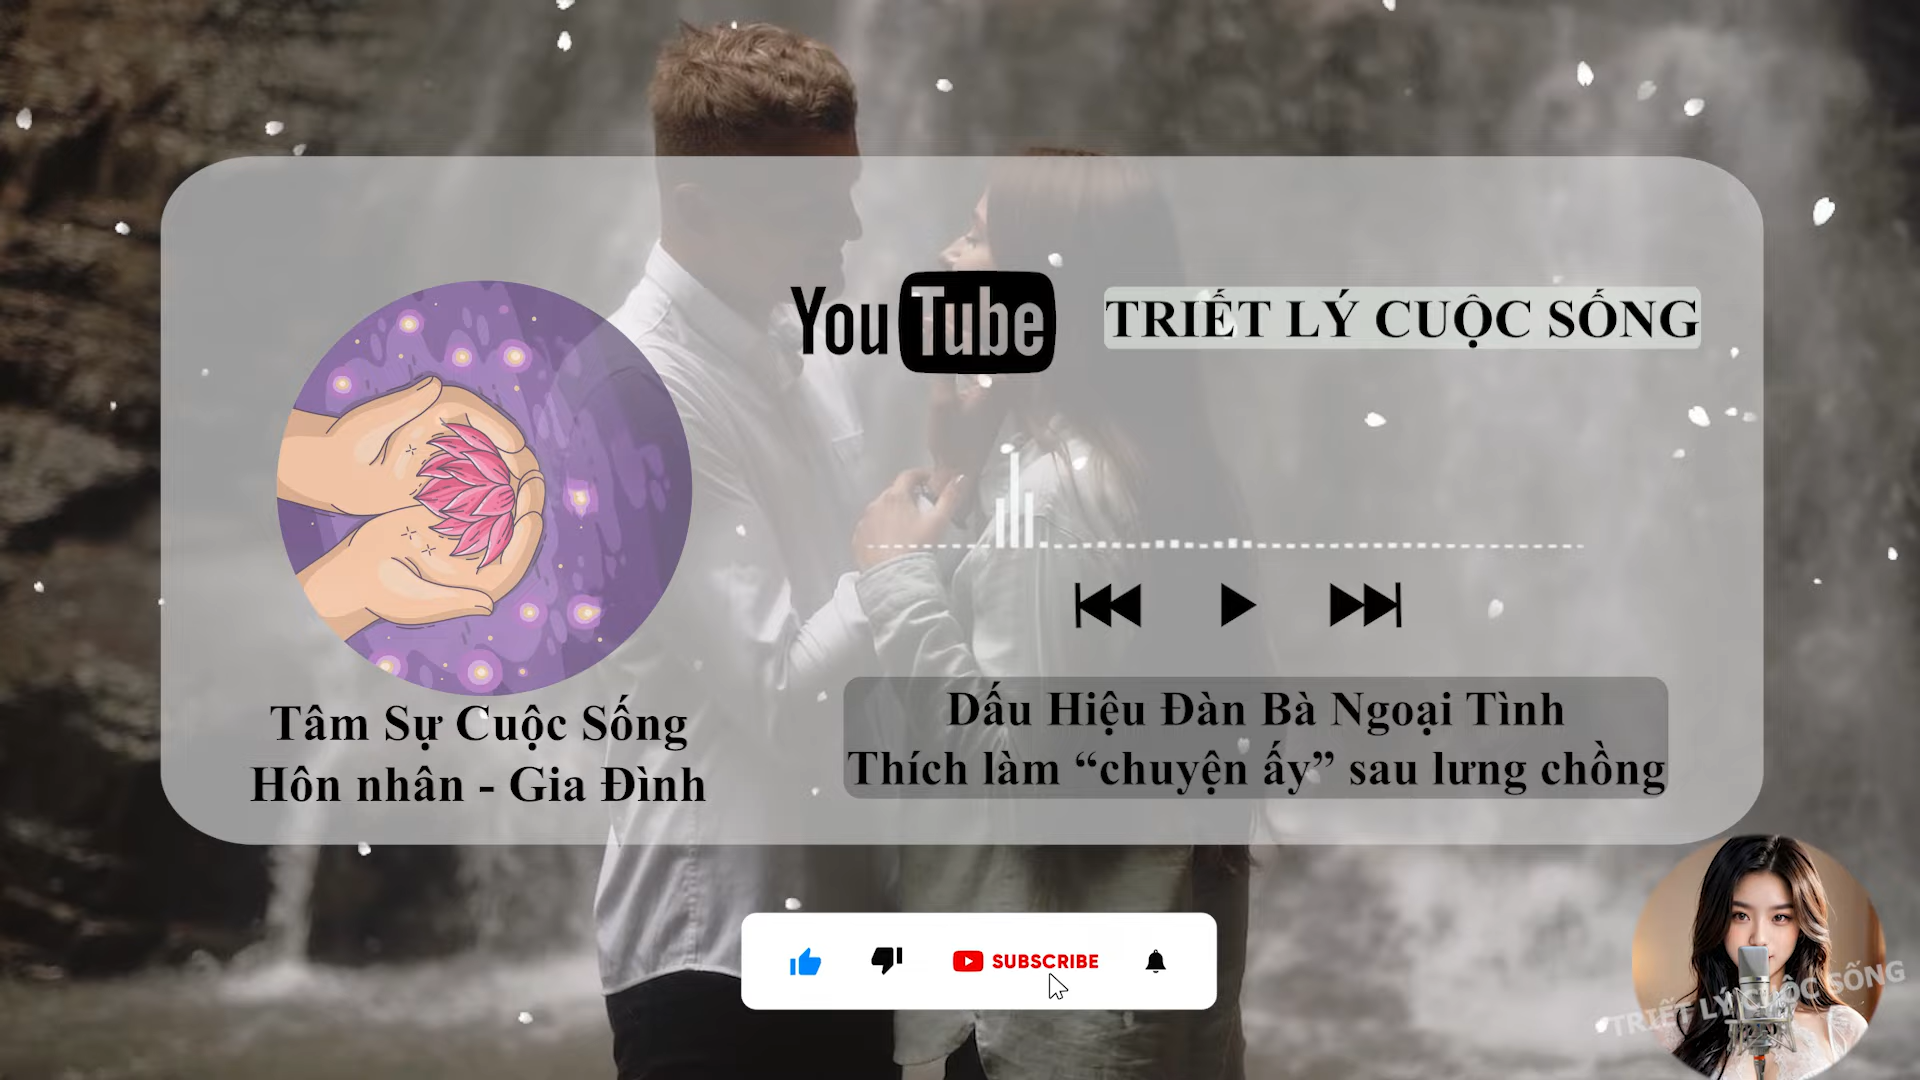 YouTube
TRIẾT LÝ CUỘC SỐNG
Tâm Sự Cuộc Sống
Hôn nhân - Gia Đình
Dấu Hiệu Đàn Bà Ngoại Tình
Thích làm “chuyện ấy” sau lưng chồng
SUBSCRIBE
TRIẾT LÝ CUỘC SỐNG